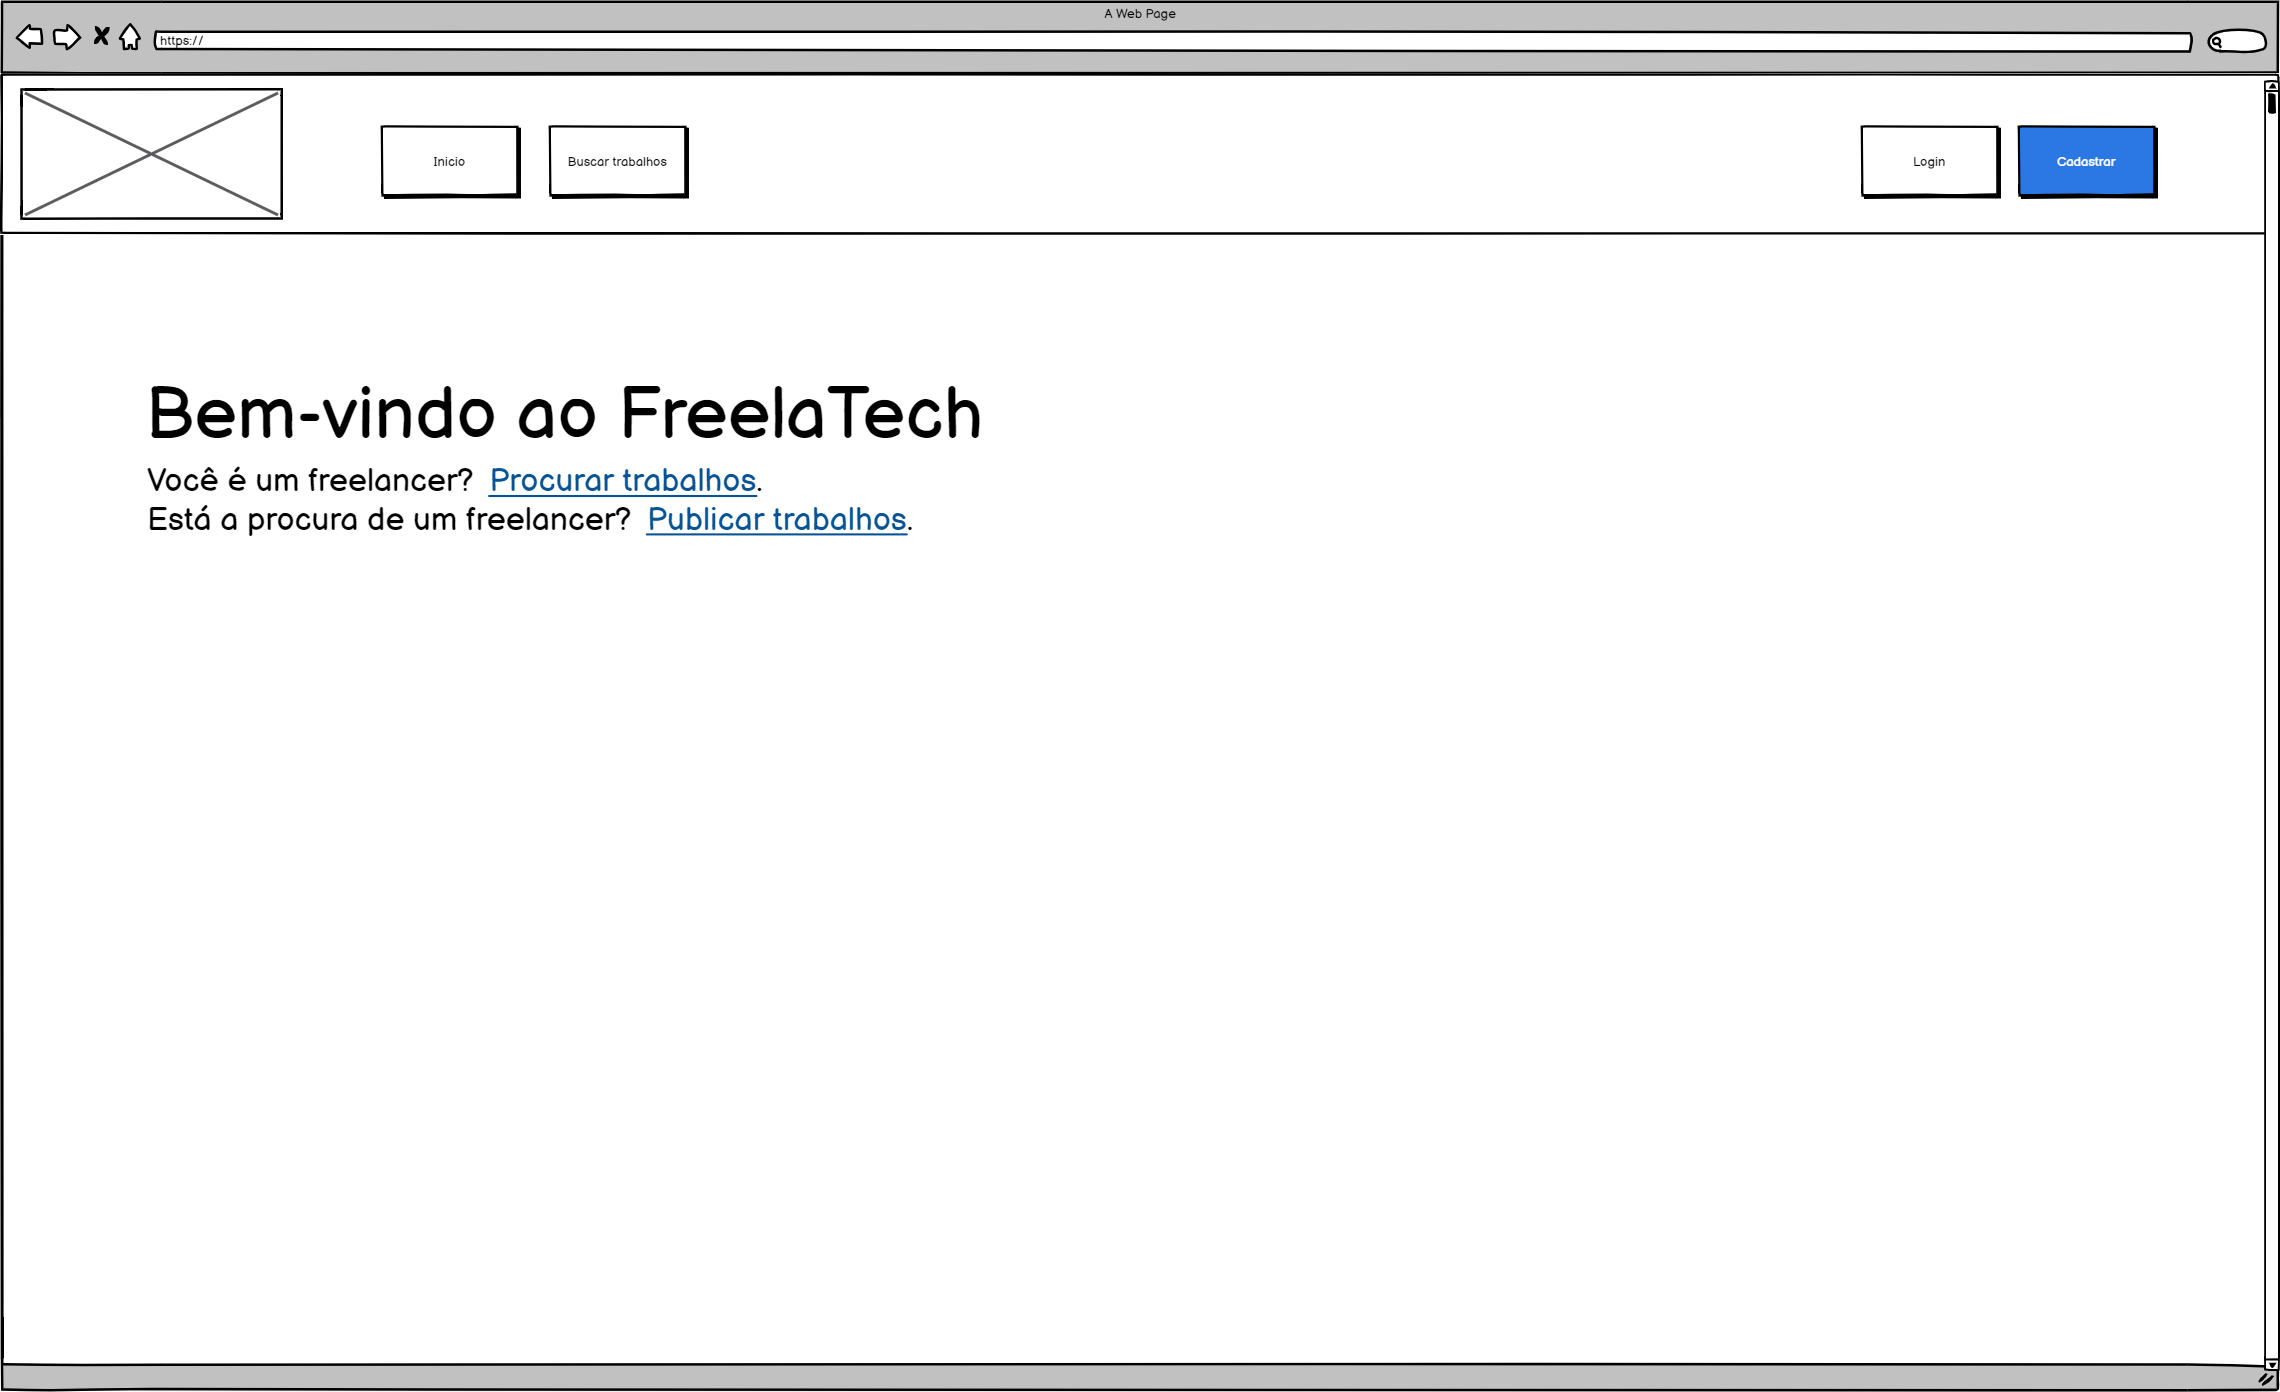 A Web Page
https://
Inicio
Buscar trabalhos
Login
Cadastrar
Bem-vindo ao FreelaTech
Você é um freelancer? Procurar trabalhos.
Está a procura de um freelancer? Publicar trabalhos.